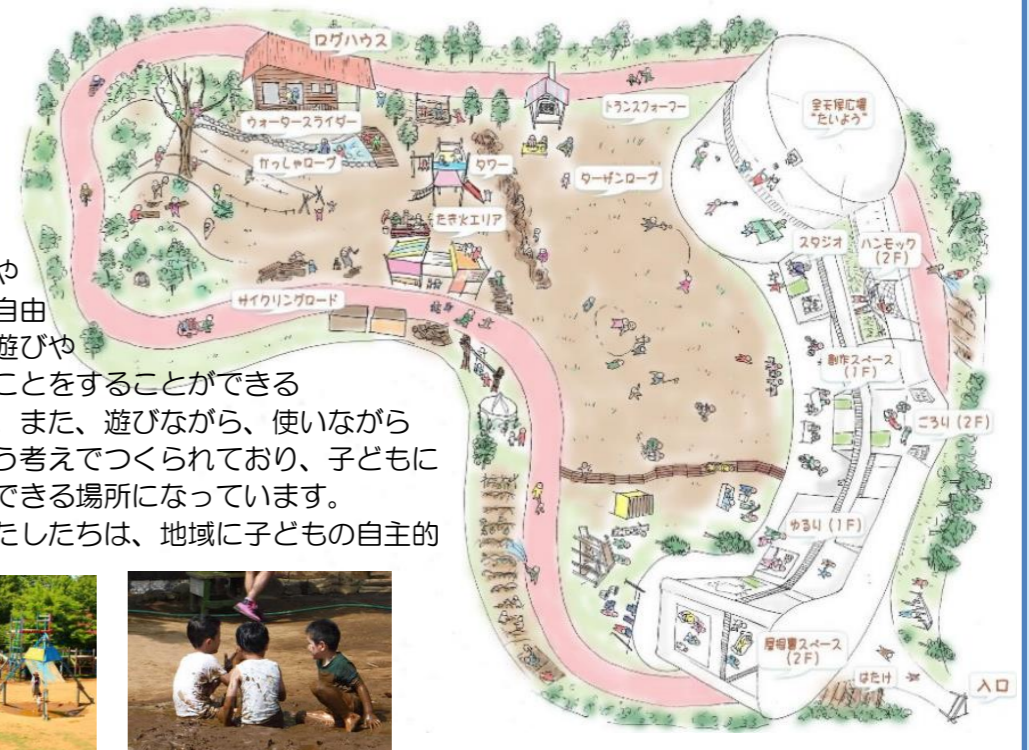 ログハウス
ウォータースライダー
かっしゃロープ
タワー
トランスフォーマー
ターザンロープ
たき火エリア
サイクリングロード
全天候広場
"たいよう"
スタジオ
ハンモック
(2F)
創作スペース
(1F)
ごろり (2F)
ゆるり (1F)
屋根裏スペース
(2F)
はたけ
入口
や
自由
遊びや
ことをすることができる
また、遊びながら、使いながら
う考えでつくられており、子どもに
できる場所になっています。
たしたちは、地域に子どもの自主的